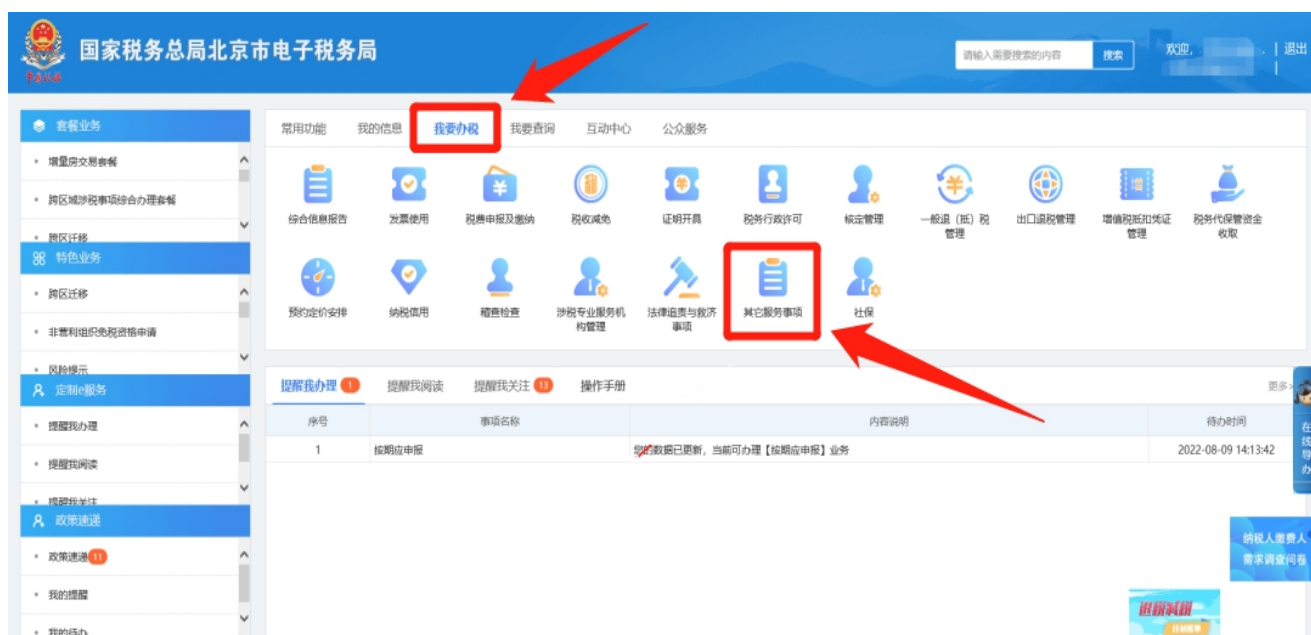 国家税务总局北京市电子税务局
请输入需要搜索的内容 搜索 欢迎, | 退出
套餐业务
增量房交易套餐
跨区域涉税事项综合办理套餐
跨区迁移
特色业务
跨区迁移
非营利组织免税资格申请
风险提示
定制e服务
提醒我办理
提醒我阅读
提醒我关注
政策速递
政策速递 11
我的提醒
我的待办
常用功能 我的信息 我要办税 我要查询 互动中心 公众服务
综合信息报告 发票使用 税费申报及缴纳 税收减免 证明开具 税务行政许可 核定管理 一般退（抵）税管理 出口退税管理 增值税抵扣凭证管理 税务代保管资金收取
预约定价安排 纳税信用 稽查检查 涉税专业服务机构管理 法律追责与救济事项 其它服务事项 社保
提醒我办理 1 提醒我阅读 提醒我关注 13 操作手册 更多>
序号 事项名称 内容说明 待办时间
1 按期应申报 您的数据已更新，当前可办理【按期应申报】业务 2022-08-09 14:13:42
在线导办
纳税人缴费人
需求调查问卷
退税减税